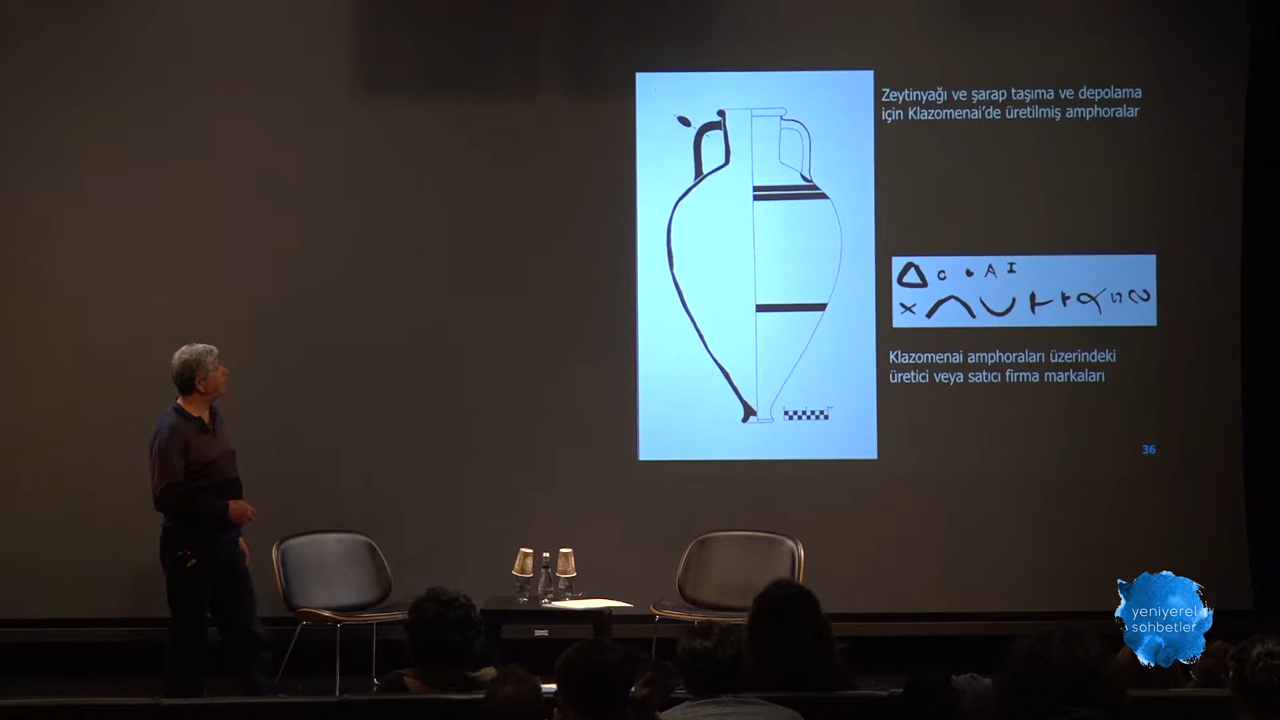 Zeytinyağı ve şarap taşıma ve depolama
için Klazomenai’de üretilmiş amphoralar
Klazomenai amphoraları üzerindeki
üretici veya satıcı firma markaları
36
yeniyerel
sohbetler